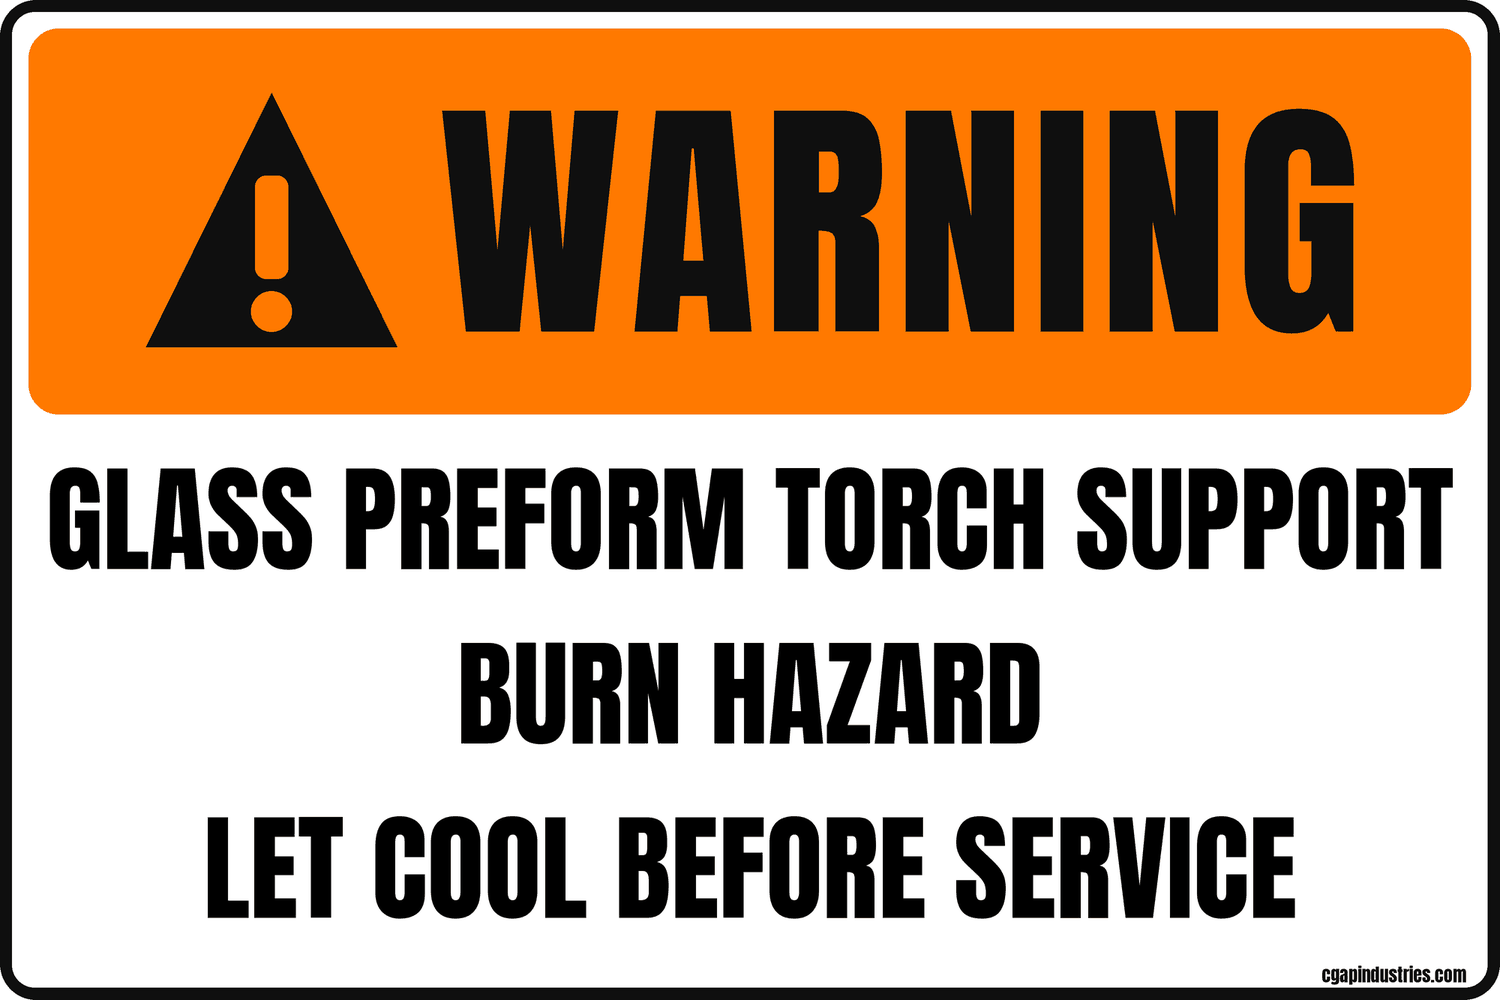 WARNING
GLASS PREFORM TORCH SUPPORT
BURN HAZARD
LET COOL BEFORE SERVICE
cgapindustries.com